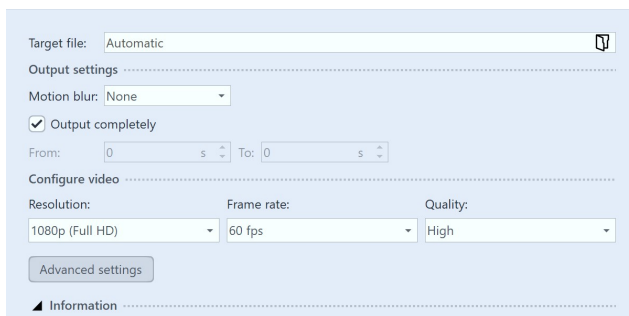 Target file: Automatic
Output settings
Motion blur: None
Output completely
From: 0 s To: 0 s
Configure video
Resolution: Frame rate: Quality:
1080p (Full HD) 60 fps High
Advanced settings
Information